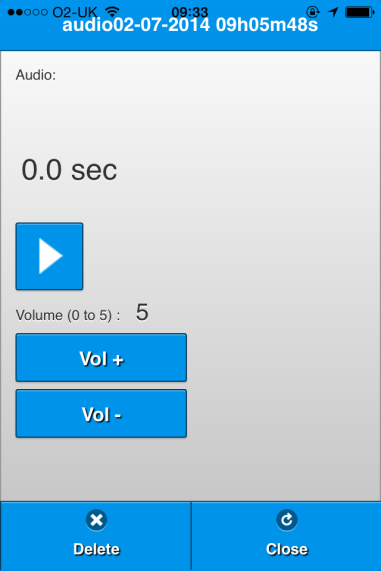 O2-UK 09:33
audio02-07-2014 09h05m48s
Audio:
0.0 sec
Volume (0 to 5) : 5
Vol +
Vol -
Delete Close